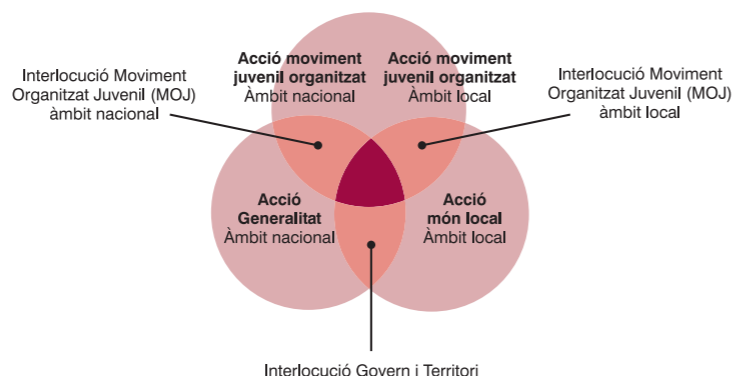 Acció moviment
juvenil organitzat
Àmbit nacional
Acció moviment
juvenil organitzat
Àmbit local
Interlocució Moviment
Organitzat Juvenil (MOJ)
àmbit nacional
Interlocució Moviment
Organitzat Juvenil (MOJ)
àmbit local
Acció
Generalitat
Àmbit nacional
Acció
món local
Àmbit local
Interlocució Govern i Territori